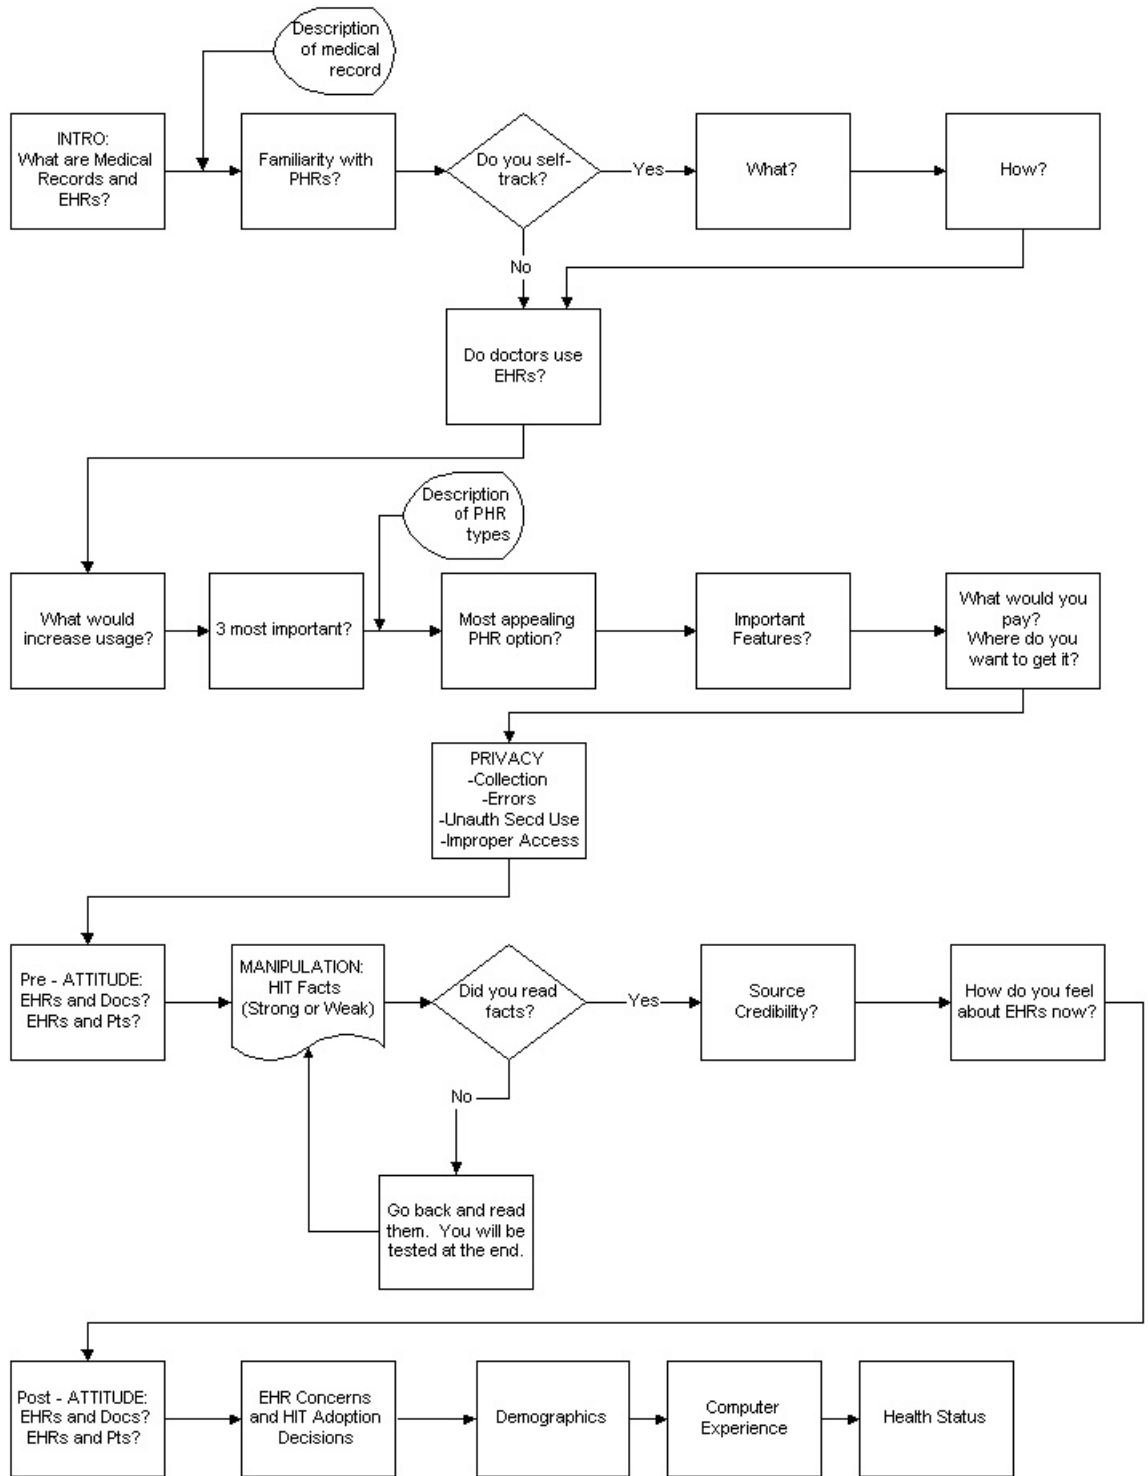 Description
of medical
record
INTRO:
What are Medical
Records and
EHRs?
Familiarity with
PHRs?
Do you self-
track?
Yes
What?
How?
No
Do doctors use
EHRs?
Description
of PHR
types
What would
increase usage?
3 most important?
Most appealing
PHR option?
Important
Features?
What would you
pay?
Where do you
want to get it?
PRIVACY
-Collection
-Errors
-Unauth Secd Use
-Improper Access
Pre - ATTITUDE:
EHRs and Docs?
EHRs and Pts?
MANIPULATION:
HIT Facts
(Strong or Weak)
Did you read
facts?
Yes
Source
Credibility?
How do you feel
about EHRs now?
No
Go back and read
them. You will be
tested at the end.
Post - ATTITUDE:
EHRs and Docs?
EHRs and Pts?
EHR Concerns
and HIT Adoption
Decisions
Demographics
Computer
Experience
Health Status